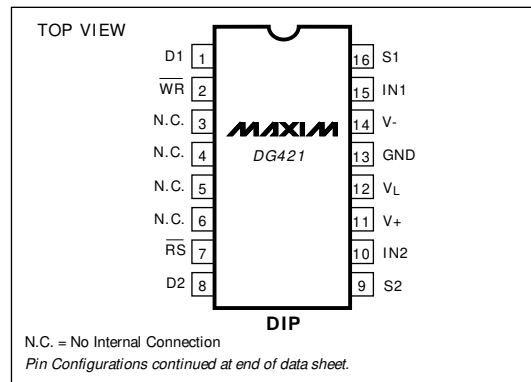 TOP VIEW
D1 1 16 S1
W̅R̅ 2 15 IN1
N.C. 3 14 V-
N.C. 4 13 GND
N.C. 5 12 VL
N.C. 6 11 V+
R̅S̅ 7 10 IN2
D2 8 9 S2
MAXIM
DG421
DIP
N.C. = No Internal Connection
Pin Configurations continued at end of data sheet.